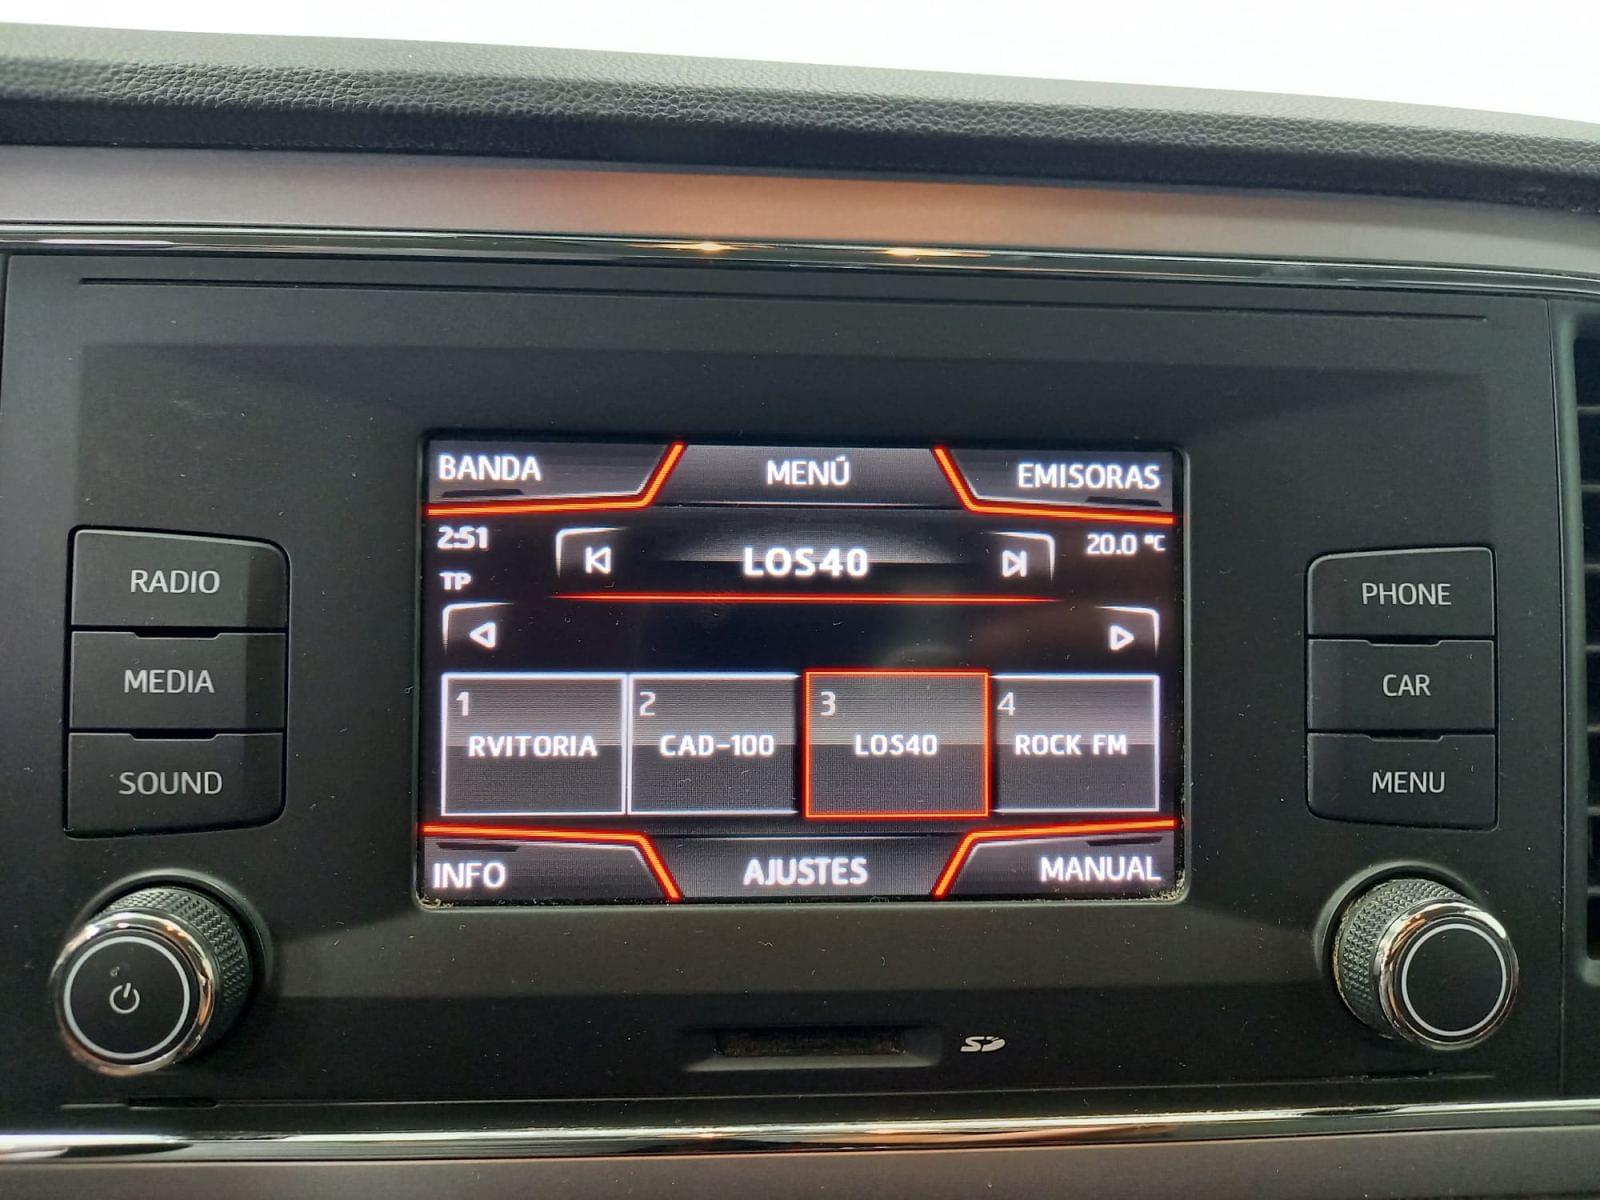 BANDA MENÚ EMISORAS
2:51 LOS40 20.0 °C
TP
1 2 3 4
RVITORIA CAD-100 LOS40 ROCK FM
INFO AJUSTES MANUAL
RADIO
MEDIA
SOUND
PHONE
CAR
MENU
SD